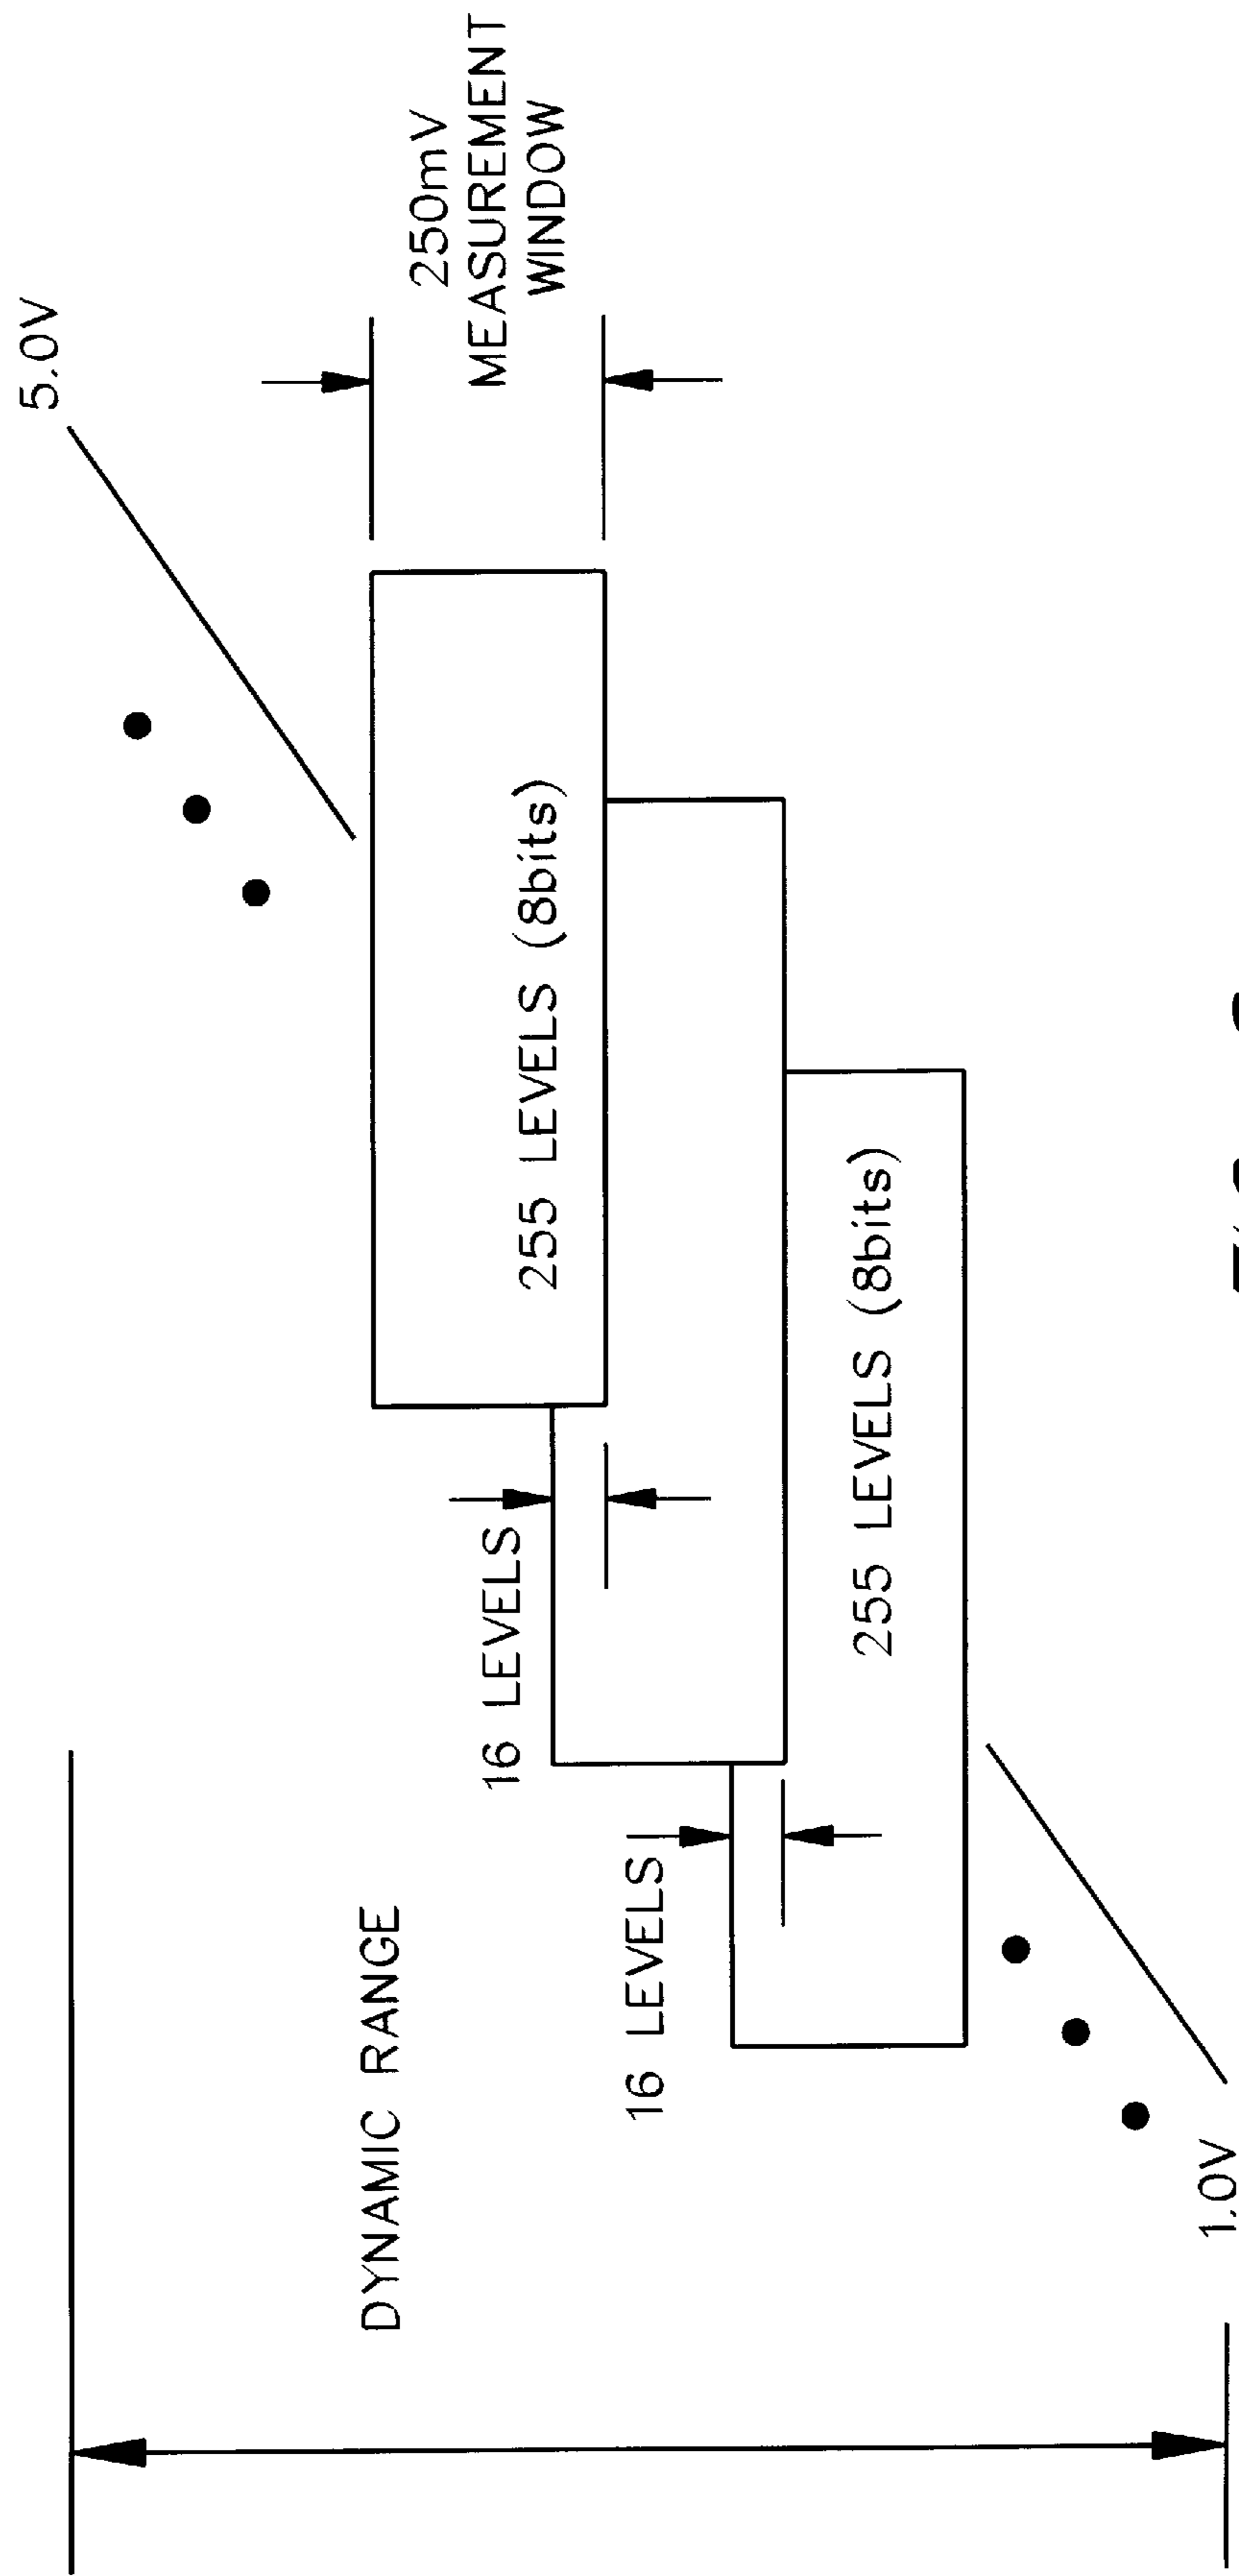 5.0V
250mV
MEASUREMENT
WINDOW
255 LEVELS (8bits)
16 LEVELS
DYNAMIC RANGE
16 LEVELS
255 LEVELS (8bits)
1.0V